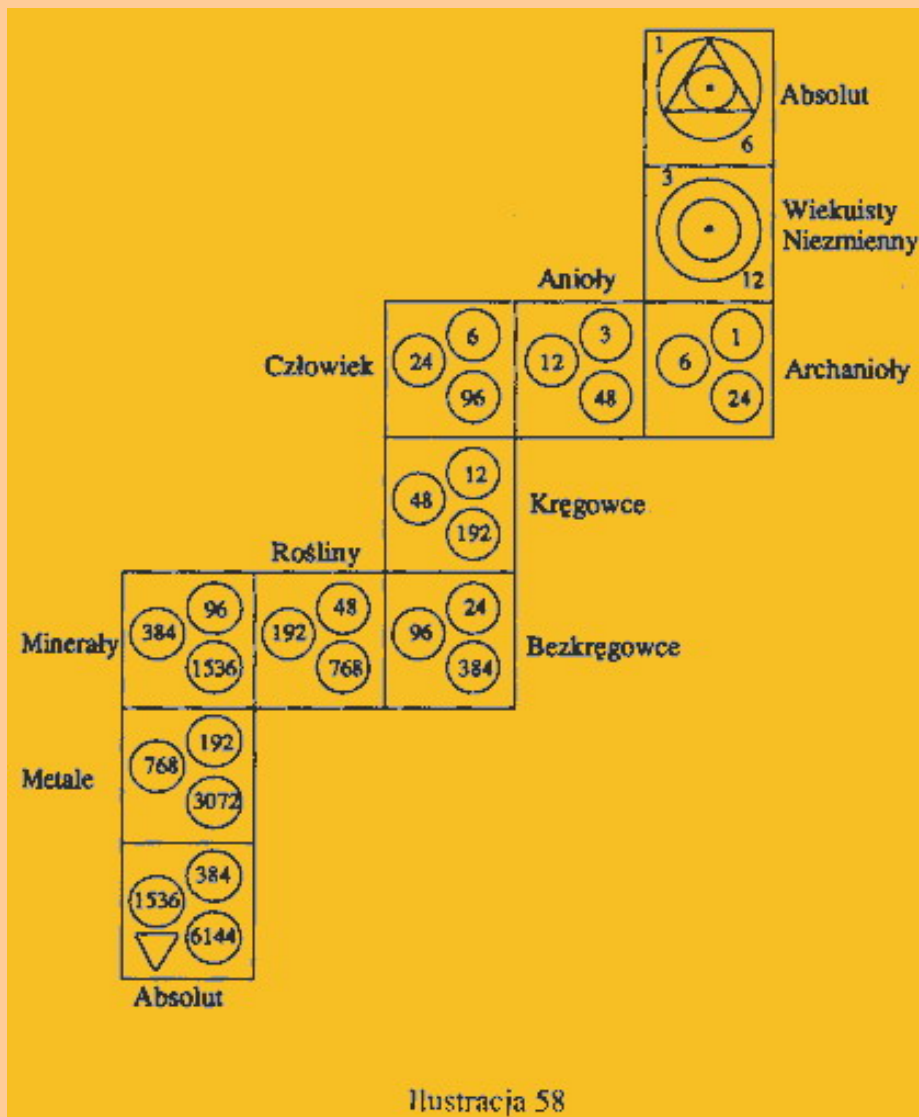 1
Absolut
6
3
Wiekuisty
Niezmienny
12
Anioły
Człowiek
6
24
96
3
12
48
1
6
24
Archanioły
12
48
192
Kręgowce
Rośliny
Minerały
96
384
1536
48
192
768
24
96
384
Bezkręgowce
Metale
192
768
3072
384
1536
6144
Absolut
Ilustracja 58